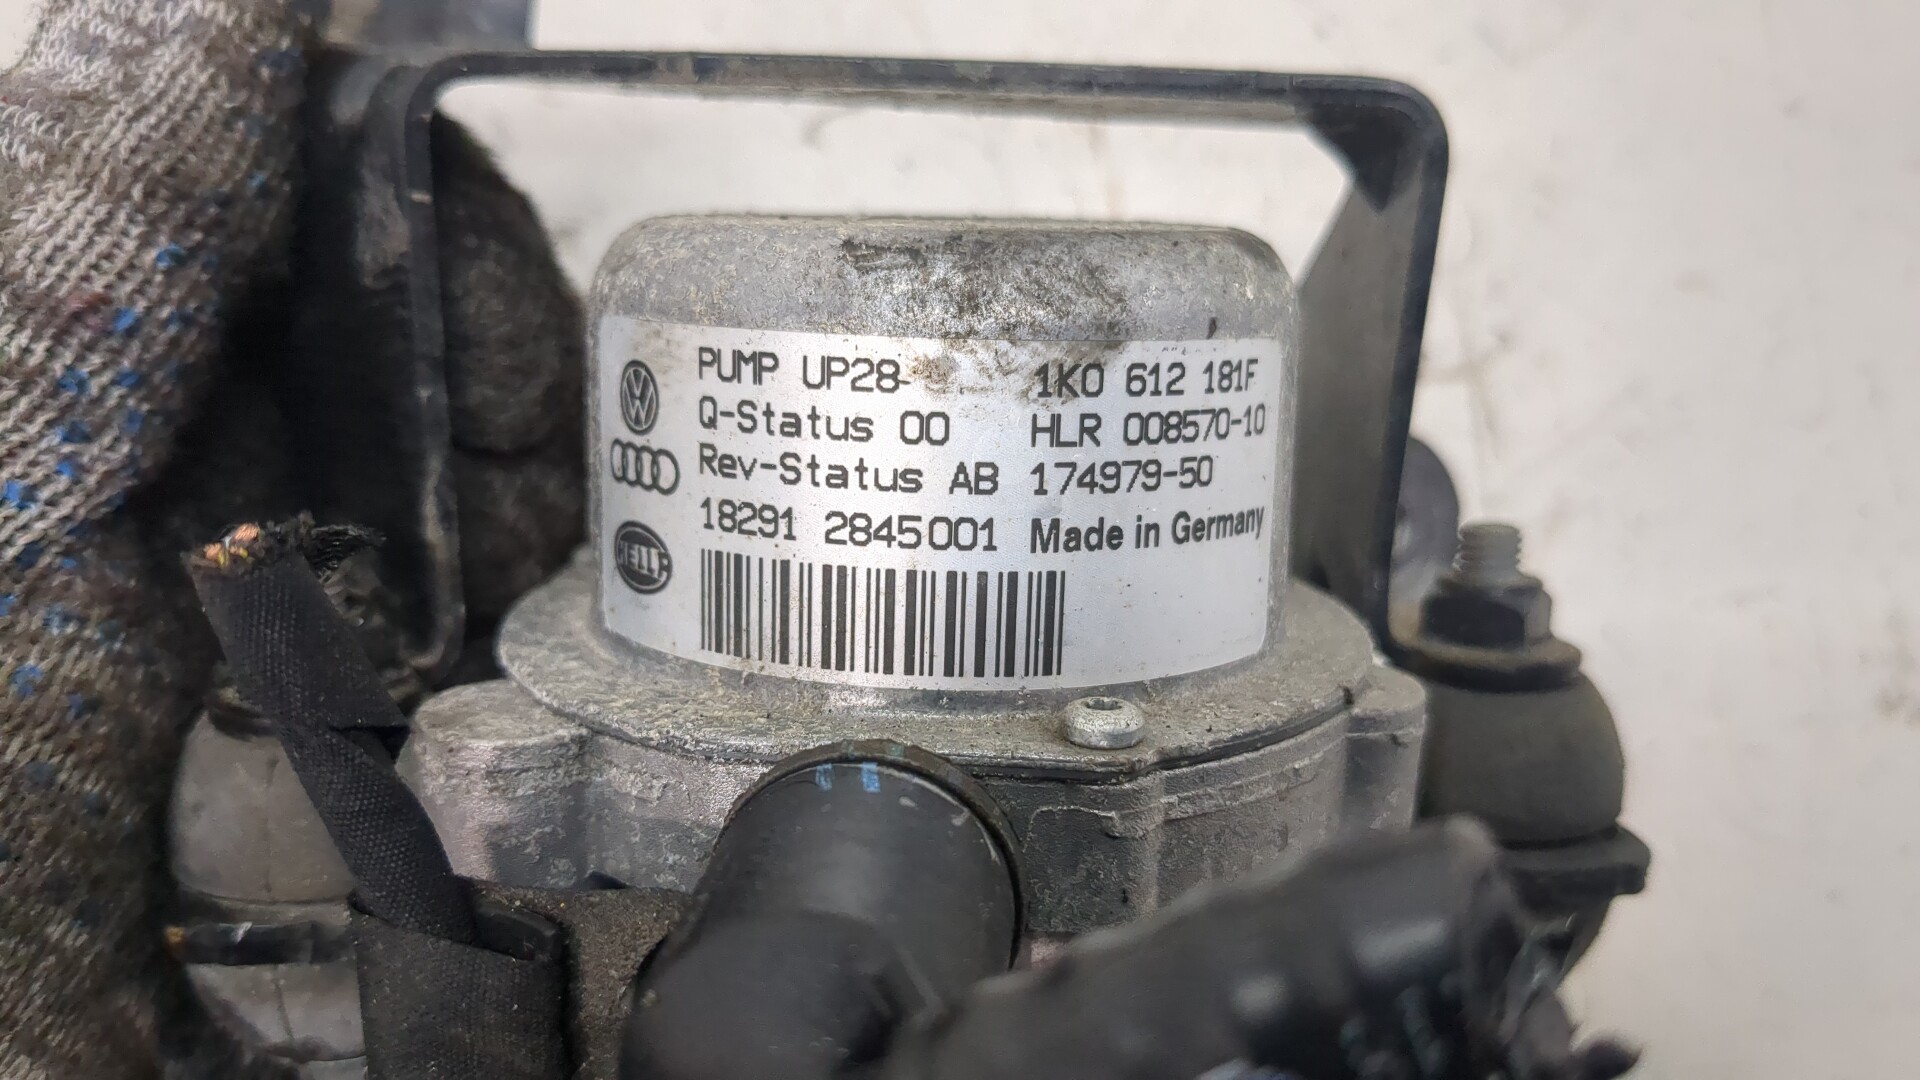 PUMP UP28- 1K0 612 181F
Q-Status 00 HLR 008570-10
Rev-Status AB 174979-50
18291 2845001 Made in Germany
HELLA